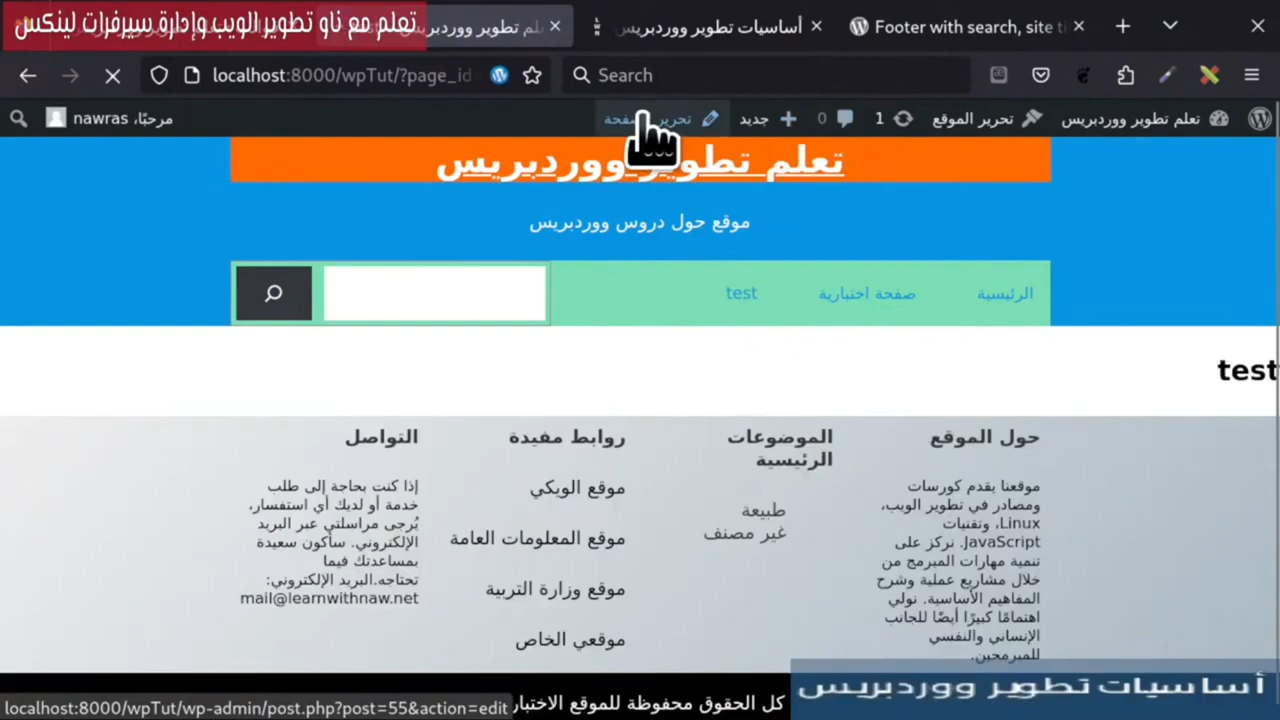 تعلم مع ناو تطوير الويب وإدارة سيرفرات لينكس
تطوير ووردبريس
أساسيات تطوير ووردبريس
Footer with search, site ti
localhost:8000/wpTut/?page_id
Search
تعلم تطوير ووردبريس
تحرير الموقع
1
0
جديد
تحرير
مرحبًا، nawras
تعلم تطوير ووردبريس
موقع حول دروس ووردبريس
الرئيسية
صفحة اختبارية
test
test
حول الموقع
موقعنا يقدم كورسات
ومصادر في تطوير الويب،
Linux، وتقنيات
JavaScript. نركز على
تنمية مهارات المبرمج من
خلال مشاريع عملية وشرح
المفاهيم الأساسية. نولي
اهتمامًا كبيرًا أيضًا للجانب
الإنساني والنفسي
للمبرمجين.
الموضوعات
الرئيسية
طبيعة
غير مصنف
روابط مفيدة
موقع الويكي
موقع المعلومات العامة
موقع وزارة التربية
موقعي الخاص
التواصل
إذا كنت بحاجة إلى طلب
خدمة أو لديك أي استفسار،
يُرجى مراسلتي عبر البريد
الإلكتروني. سأكون سعيدة
بمساعدتك فيما
تحتاجه.البريد الإلكتروني:
mail@learnwithnaw.net
كل الحقوق محفوظة للموقع
أساسيات تطوير ووردبريس
localhost:8000/wpTut/wp-admin/post.php?post=55&action=edit